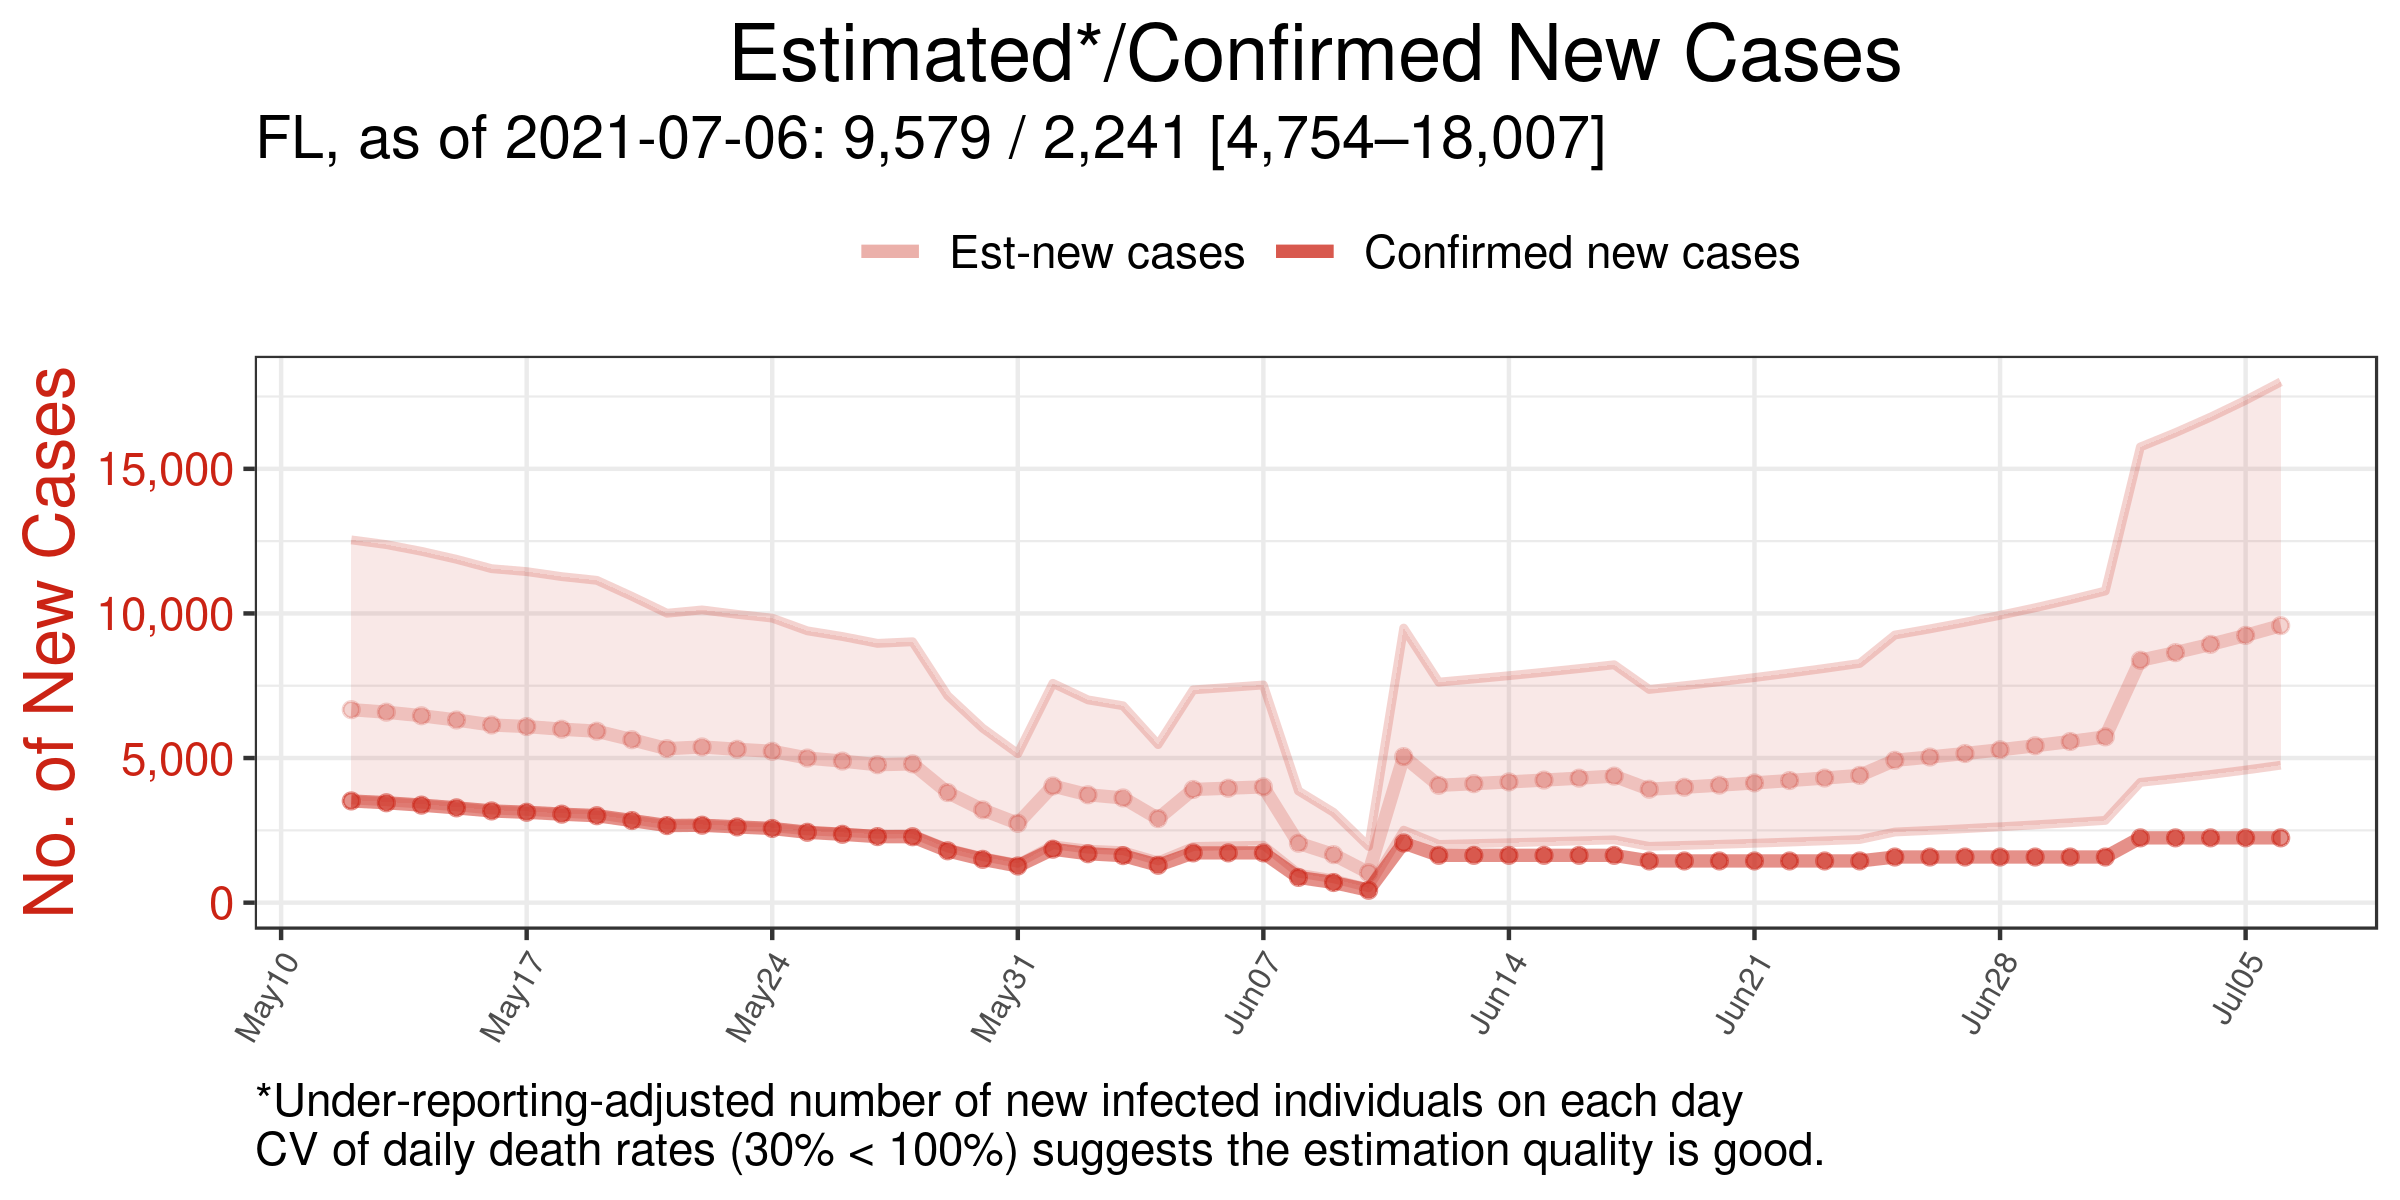 Estimated*/Confirmed New Cases
FL, as of 2021-07-06: 9,579 / 2,241 [4,754–18,007]
Est-new cases Confirmed new cases
No. of New Cases
15,000
10,000
5,000
0
May10 May17 May24 May31 Jun07 Jun14 Jun21 Jun28 Jul05
*Under-reporting-adjusted number of new infected individuals on each day
CV of daily death rates (30% < 100%) suggests the estimation quality is good.